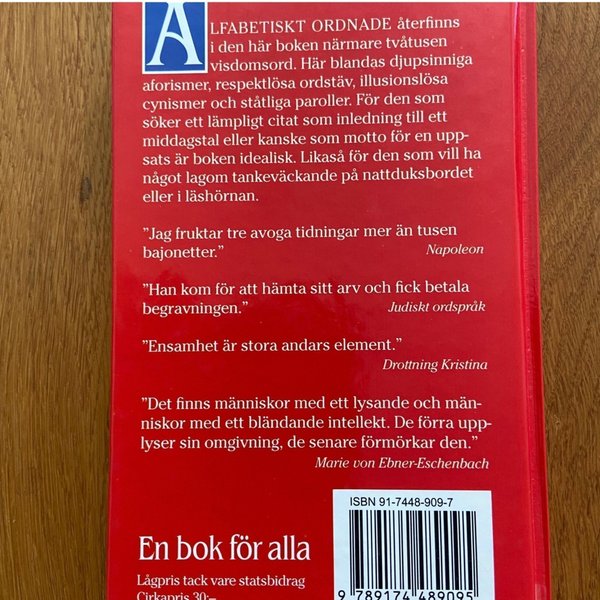 ALFABETISKT ORDNADE återfinns
i den här boken närmare tvåtusen
visdomsord. Här blandas djupsinniga
aforismer, respektlösa ordstäv, illusionslösa
cynismer och ståtliga paroller. För den som
söker ett lämpligt citat som inledning till ett
middagstal eller kanske som motto för en upp-
sats är boken idealisk. Likaså för den som vill ha
något lagom tankeväckande på nattduksbordet
eller i läshörnan.
”Jag fruktar tre avoga tidningar mer än tusen
bajonetter.” Napoleon
”Han kom för att hämta sitt arv och fick betala
begravningen.” Judiskt ordspråk
”Ensamhet är stora andars element.”
Drottning Kristina
”Det finns människor med ett lysande och män-
niskor med ett bländande intellekt. De förra upp-
lyser sin omgivning, de senare förmörkar den.”
Marie von Ebner-Eschenbach
ISBN 91-7448-909-7
En bok för alla
Lågpris tack vare statsbidrag
Cirkapris 30:–
9 789174 489095